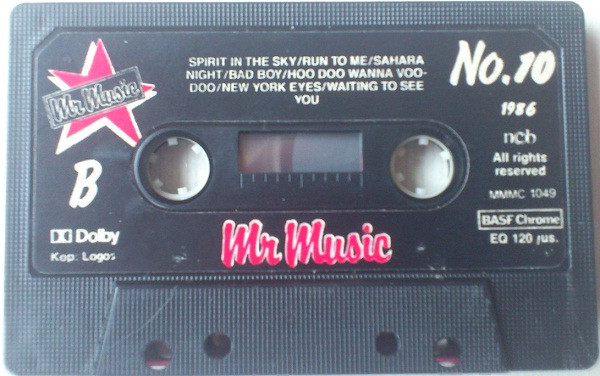 SPIRIT IN THE SKY/RUN TO ME/SAHARA
NIGHT/BAD BOY/HOO DOO WANNA VOO-
DOO/NEW YORK EYES/WAITING TO SEE
YOU
No. 10
1986
ncb
All rights
reserved
MMMC 1049
BASF Chrome
EQ 120 µs.
Mr Music
B
Dolby
Kop: Logos
Mr Music